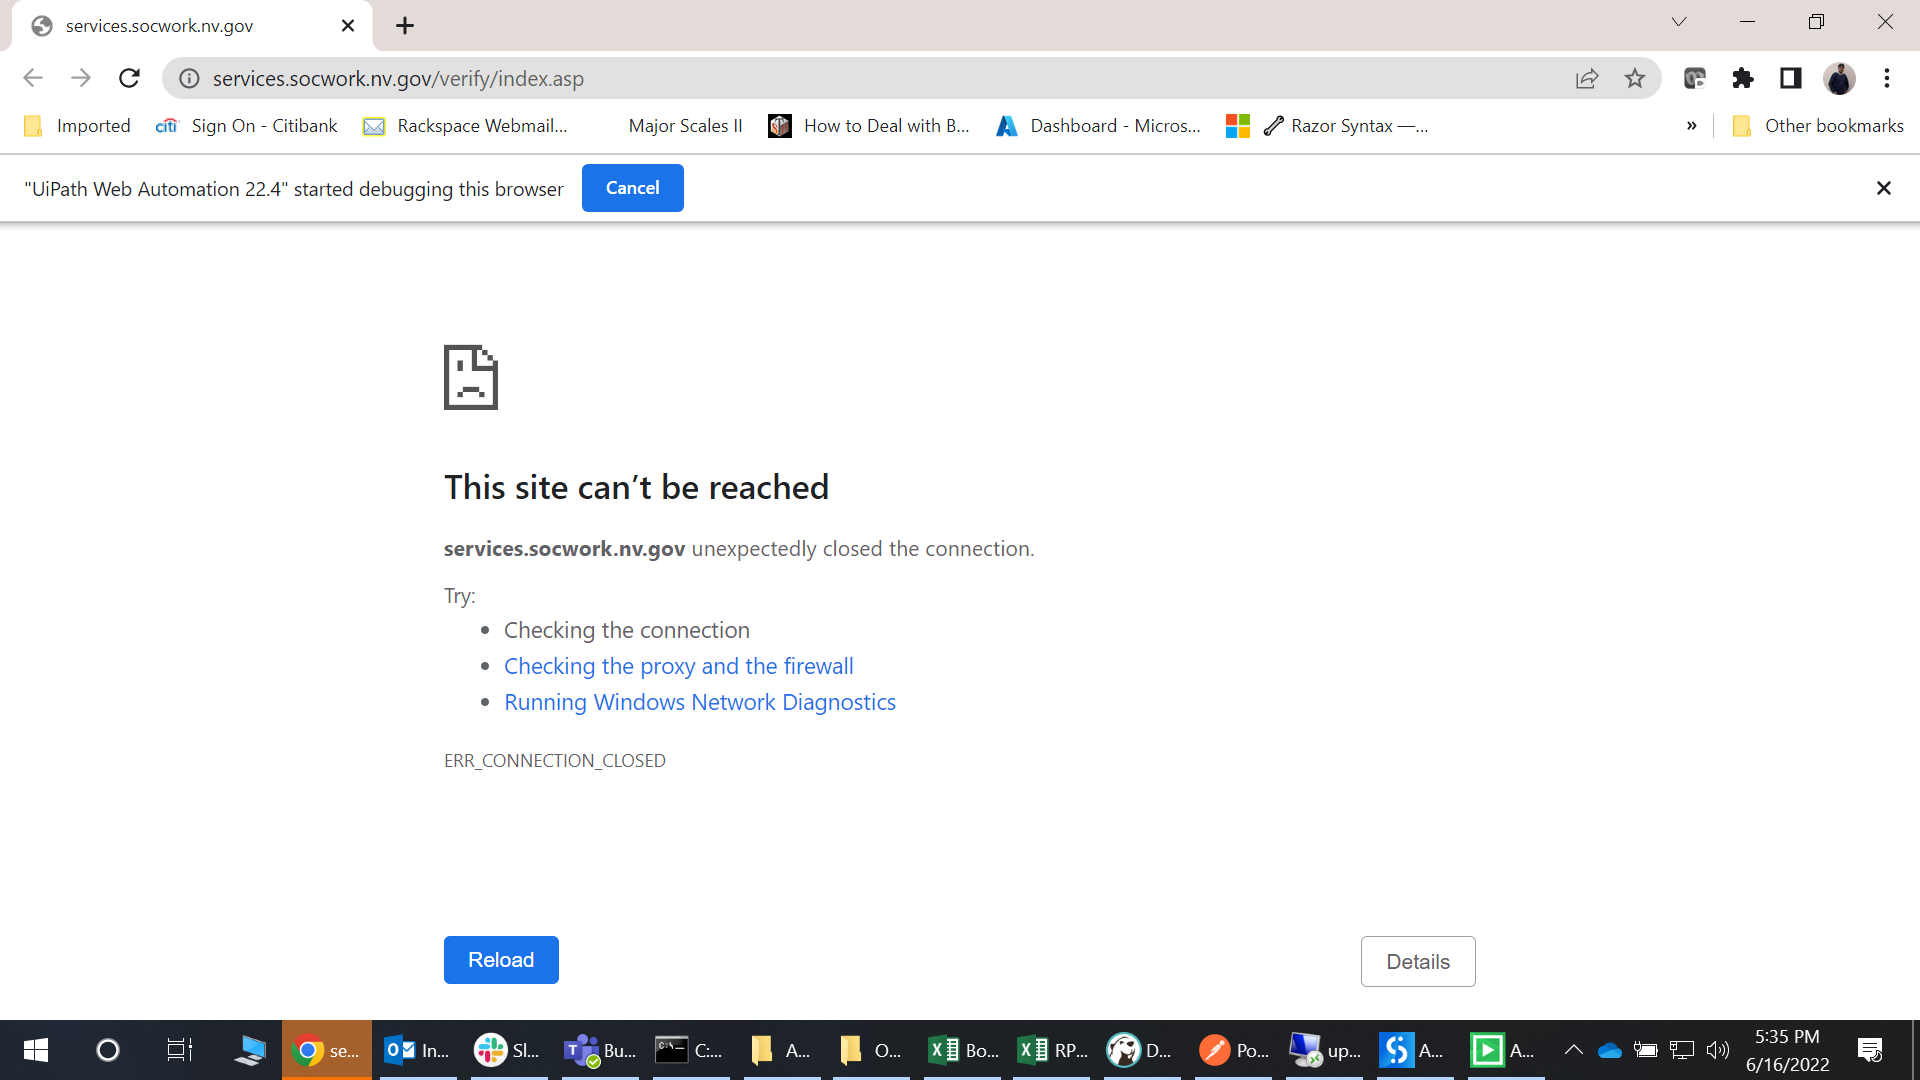 services.socwork.nv.gov
services.socwork.nv.gov/verify/index.asp
Imported
citi
Sign On - Citibank
Rackspace Webmail...
Major Scales II
How to Deal with B...
Dashboard - Micros...
Razor Syntax —...
»
Other bookmarks
"UiPath Web Automation 22.4" started debugging this browser
Cancel
This site can’t be reached
services.socwork.nv.gov unexpectedly closed the connection.
Try:
Checking the connection
Checking the proxy and the firewall
Running Windows Network Diagnostics
ERR_CONNECTION_CLOSED
Reload
Details
se...
In...
Sl...
Bu...
C:...
A...
O...
Bo...
RP...
D...
Po...
up...
A...
A...
5:35 PM
6/16/2022